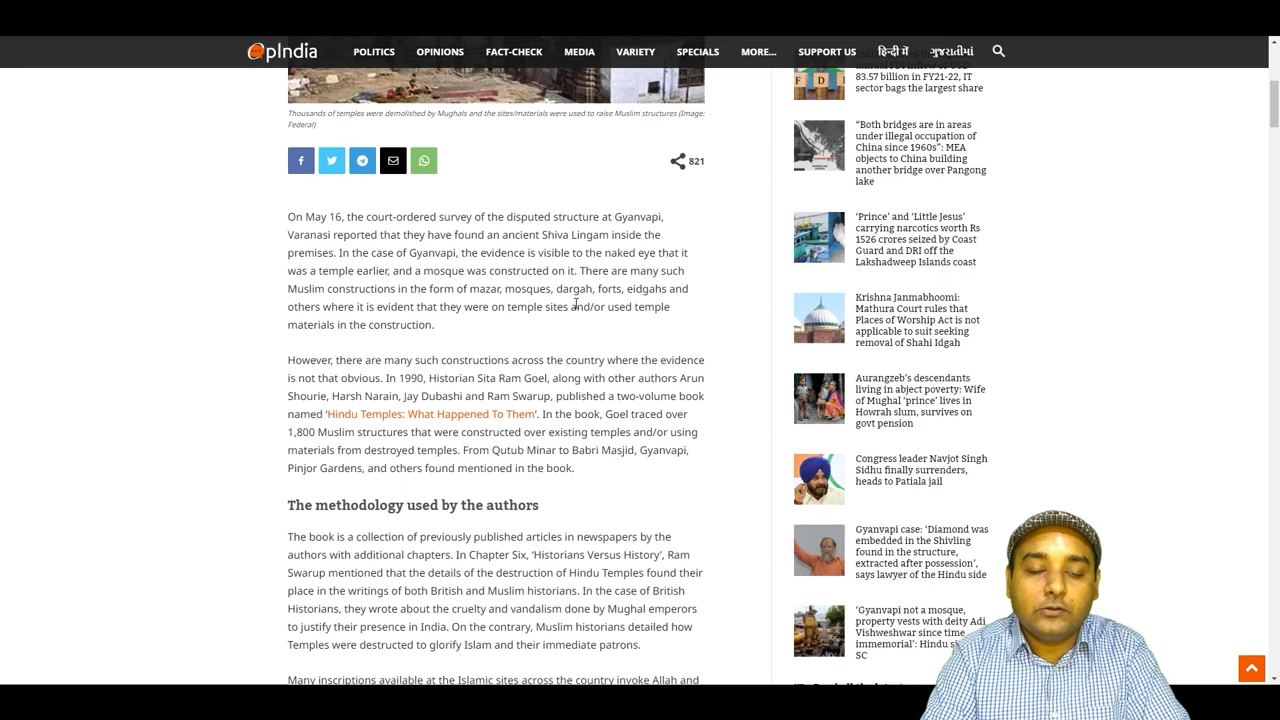 OpIndia
POLITICS
OPINIONS
FACT-CHECK
MEDIA
VARIETY
SPECIALS
MORE...
SUPPORT US
हिन्दी में
ગુજરાતીમાં
Thousands of temples were demolished by Mughals and the sites/materials were used to raise Muslim structures (Image:
Federal)
821
On May 16, the court-ordered survey of the disputed structure at Gyanvapi,
Varanasi reported that they have found an ancient Shiva Lingam inside the
premises. In the case of Gyanvapi, the evidence is visible to the naked eye that it
was a temple earlier, and a mosque was constructed on it. There are many such
Muslim constructions in the form of mazar, mosques, dargah, forts, eidgahs and
others where it is evident that they were on temple sites and/or used temple
materials in the construction.
However, there are many such constructions across the country where the evidence
is not that obvious. In 1990, Historian Sita Ram Goel, along with other authors Arun
Shourie, Harsh Narain, Jay Dubashi and Ram Swarup, published a two-volume book
named ‘Hindu Temples: What Happened To Them’. In the book, Goel traced over
1,800 Muslim structures that were constructed over existing temples and/or using
materials from destroyed temples. From Qutub Minar to Babri Masjid, Gyanvapi,
Pinjor Gardens, and others found mentioned in the book.
The methodology used by the authors
The book is a collection of previously published articles in newspapers by the
authors with additional chapters. In Chapter Six, ‘Historians Versus History’, Ram
Swarup mentioned that the details of the destruction of Hindu Temples found their
place in the writings of both British and Muslim historians. In the case of British
Historians, they wrote about the cruelty and vandalism done by Mughal emperors
to justify their presence in India. On the contrary, Muslim historians detailed how
Temples were destructed to glorify Islam and their immediate patrons.
Many inscriptions available at the Islamic sites across the country invoke Allah and
FDI
83.57 billion in FY21-22, IT
sector bags the largest share
“Both bridges are in areas
under illegal occupation of
China since 1960s”: MEA
objects to China building
another bridge over Pangong
lake
‘Prince’ and ‘Little Jesus’
carrying narcotics worth Rs
1526 crores seized by Coast
Guard and DRI off the
Lakshadweep Islands coast
Krishna Janmabhoomi:
Mathura Court rules that
Places of Worship Act is not
applicable to suit seeking
removal of Shahi Idgah
Aurangzeb’s descendants
living in abject poverty: Wife
of Mughal ‘prince’ lives in
Howrah slum, survives on
govt pension
Congress leader Navjot Singh
Sidhu finally surrenders,
heads to Patiala jail
Gyanvapi case: ‘Diamond was
embedded in the Shivling
found in the structure,
extracted after possession’,
says lawyer of the Hindu side
‘Gyanvapi not a mosque,
property vests with deity Adi
Vishweshwar since time
immemorial’: Hindu
SC